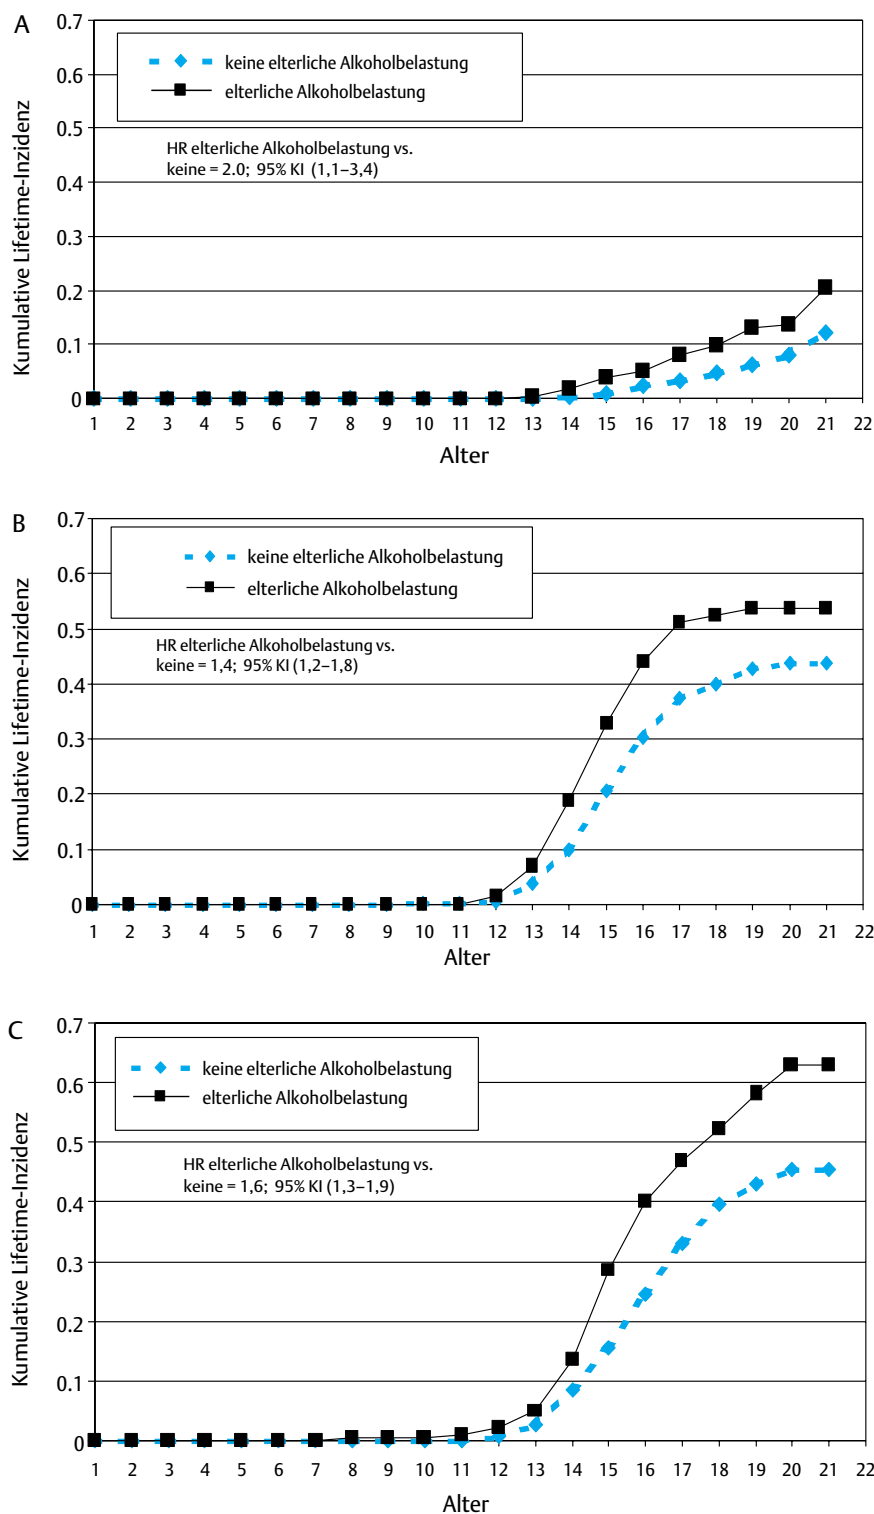 A
Kumulative Lifetime-Inzidenz
0.7
0.6
0.5
0.4
0.3
0.2
0.1
0
keine elterliche Alkoholbelastung
elterliche Alkoholbelastung
HR elterliche Alkoholbelastung vs.
keine = 2.0; 95% KI (1,1–3,4)
1 2 3 4 5 6 7 8 9 10 11 12 13 14 15 16 17 18 19 20 21 22
Alter
B
Kumulative Lifetime-Inzidenz
0.7
0.6
0.5
0.4
0.3
0.2
0.1
0
keine elterliche Alkoholbelastung
elterliche Alkoholbelastung
HR elterliche Alkoholbelastung vs.
keine = 1,4; 95% KI (1,2–1,8)
1 2 3 4 5 6 7 8 9 10 11 12 13 14 15 16 17 18 19 20 21 22
Alter
C
Kumulative Lifetime-Inzidenz
0.7
0.6
0.5
0.4
0.3
0.2
0.1
0
keine elterliche Alkoholbelastung
elterliche Alkoholbelastung
HR elterliche Alkoholbelastung vs.
keine = 1,6; 95% KI (1,3–1,9)
1 2 3 4 5 6 7 8 9 10 11 12 13 14 15 16 17 18 19 20 21 22
Alter